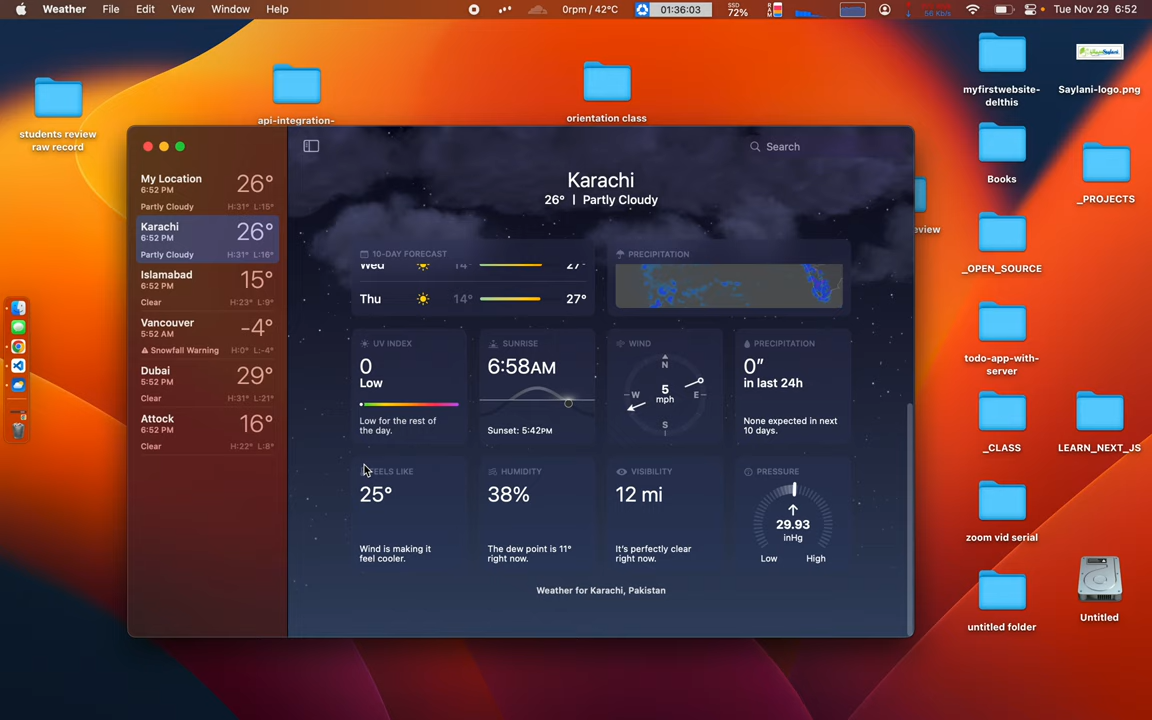 Weather File Edit View Window Help
0rpm / 42°C
01:36:03
SSD 72%
RAM
56 Kb/s
Tue Nov 29 6:52
students review
raw record
api-integration-
orientation class
myfirstwebsite-
delthis
Saylani-logo.png
Books
_PROJECTS
eview
_OPEN_SOURCE
todo-app-with-
server
_CLASS
LEARN_NEXT_JS
zoom vid serial
untitled folder
Untitled
My Location 26°
6:52 PM
Partly Cloudy H:31° L:15°
Karachi 26°
6:52 PM
Partly Cloudy H:31° L:16°
Islamabad 15°
6:52 PM
Clear H:23° L:9°
Vancouver -4°
5:52 AM
Snowfall Warning H:0° L:-4°
Dubai 29°
5:52 PM
Clear H:31° L:21°
Attock 16°
6:52 PM
Clear H:22° L:8°
Search
Karachi
26° | Partly Cloudy
10-DAY FORECAST
Wed 14° 27°
Thu 14° 27°
PRECIPITATION
UV INDEX
0
Low
Low for the rest of
the day.
SUNRISE
6:58AM
Sunset: 5:42PM
WIND
N
W E
S
5
mph
PRECIPITATION
0″
in last 24h
None expected in next
10 days.
FEELS LIKE
25°
Wind is making it
feel cooler.
HUMIDITY
38%
The dew point is 11°
right now.
VISIBILITY
12 mi
It's perfectly clear
right now.
PRESSURE
29.93
inHg
Low High
Weather for Karachi, Pakistan